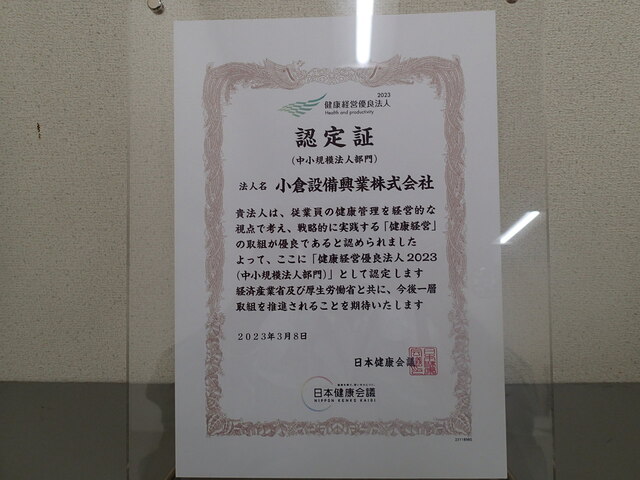 2023
健康経営優良法人
Health and productivity
認定証
(中小規模法人部門)
法人名 小倉設備興業株式会社
貴法人は、従業員の健康管理を経営的な
視点で考え、戦略的に実践する「健康経営」
の取組が優良であると認められました
よって、ここに「健康経営優良法人2023
(中小規模法人部門)」として認定します
経済産業省及び厚生労働省と共に、今後一層
取組を推進されることを期待いたします
2023年3月8日
日本健康会議
日本健康会議
NIPPON KENKO KAIGI